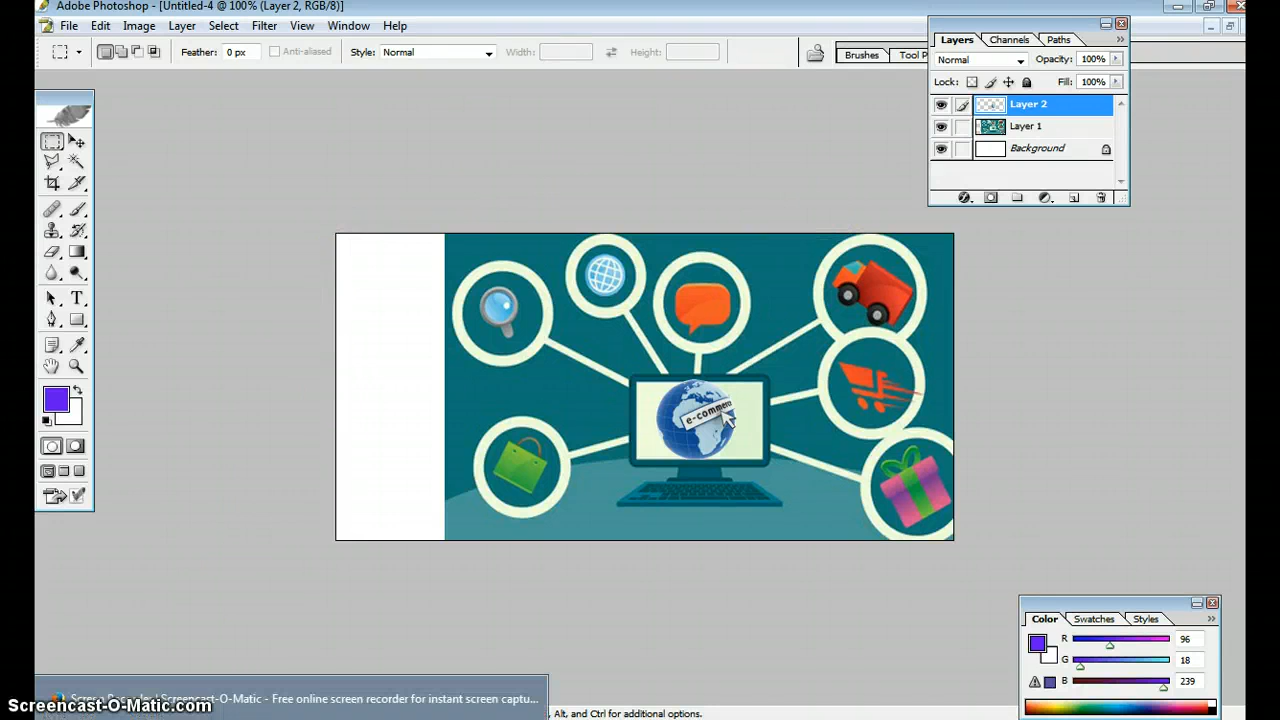 Adobe Photoshop - [Untitled-4 @ 100% (Layer 2, RGB/8)]
File Edit Image Layer Select Filter View Window Help
Feather: 0 px Anti-aliased Style: Normal Width: Height: Brushes Tool P
Layers Channels Paths
Normal Opacity: 100%
Lock: Fill: 100%
Layer 2
Layer 1
Background
e-commerc
Color Swatches Styles
R 96
G 18
B 239
Screencast-O-Matic - Free online screen recorder for instant screen captu...
, Alt, and Ctrl for additional options.
Screencast-O-Matic.com